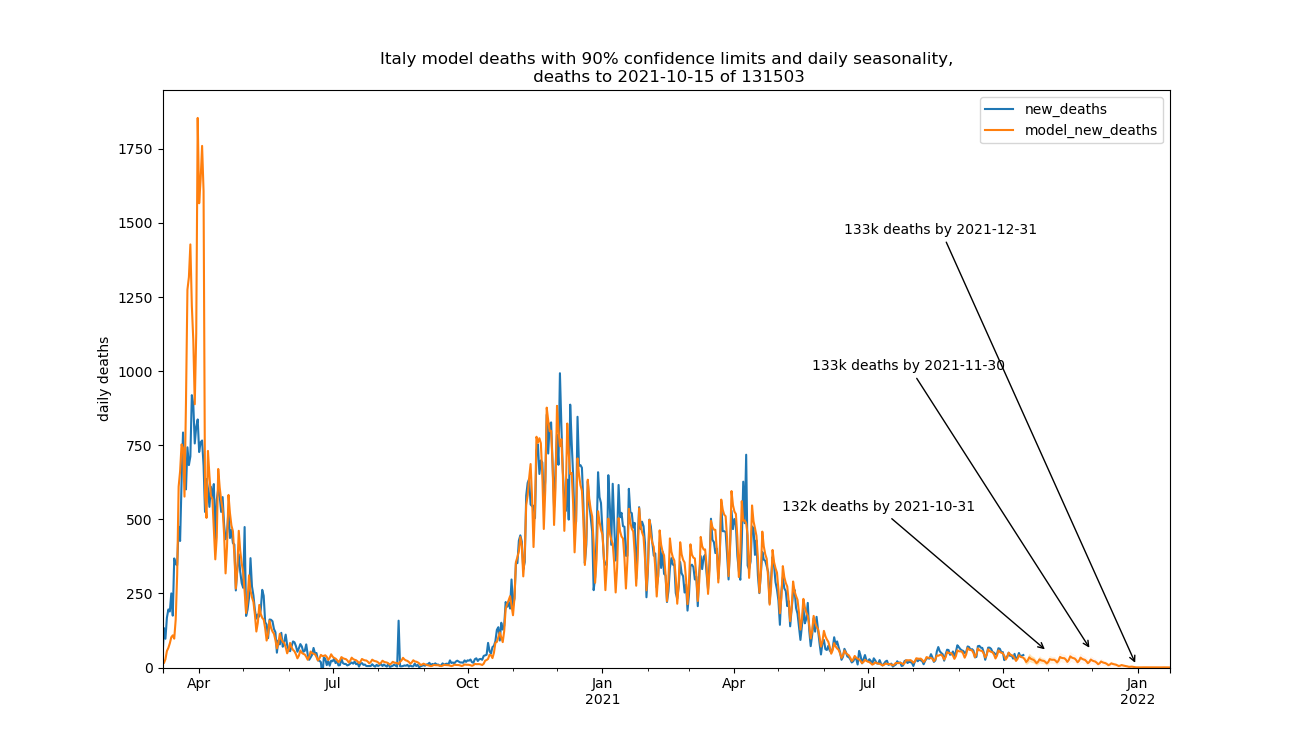 Italy model deaths with 90% confidence limits and daily seasonality,
deaths to 2021-10-15 of 131503
new_deaths
model_new_deaths
1750
1500
1250
1000
750
500
250
0
daily deaths
133k deaths by 2021-12-31
133k deaths by 2021-11-30
132k deaths by 2021-10-31
Apr Jul Oct Jan Apr Jul Oct Jan
2021 2022